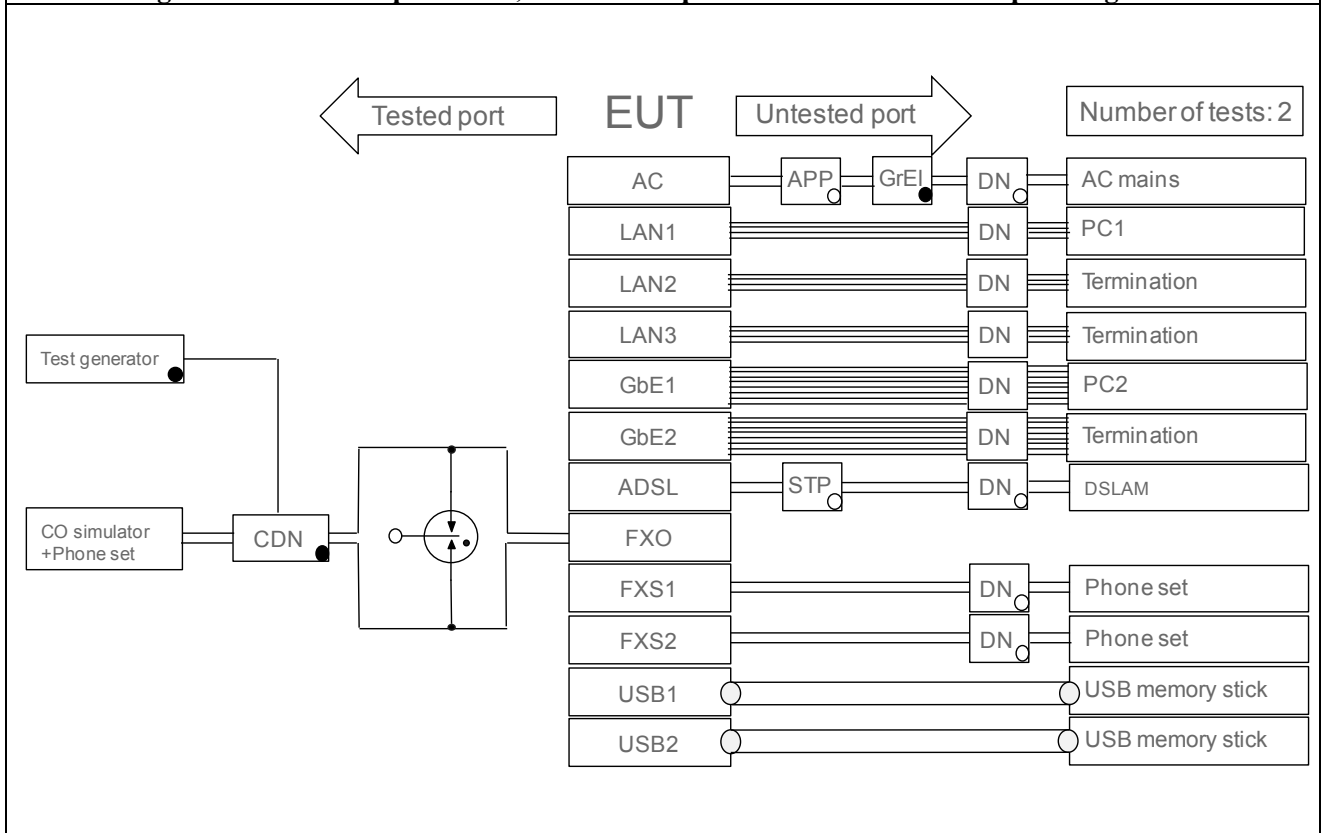 Tested port
EUT
Untested port
Number of tests: 2
AC
APP
GrEl
DN
AC mains
LAN1
DN
PC1
LAN2
DN
Termination
LAN3
DN
Termination
Test generator
GbE1
DN
PC2
GbE2
DN
Termination
ADSL
STP
DN
DSLAM
CO simulator
+Phone set
CDN
FXO
FXS1
DN
Phone set
FXS2
DN
Phone set
USB1
USB memory stick
USB2
USB memory stick